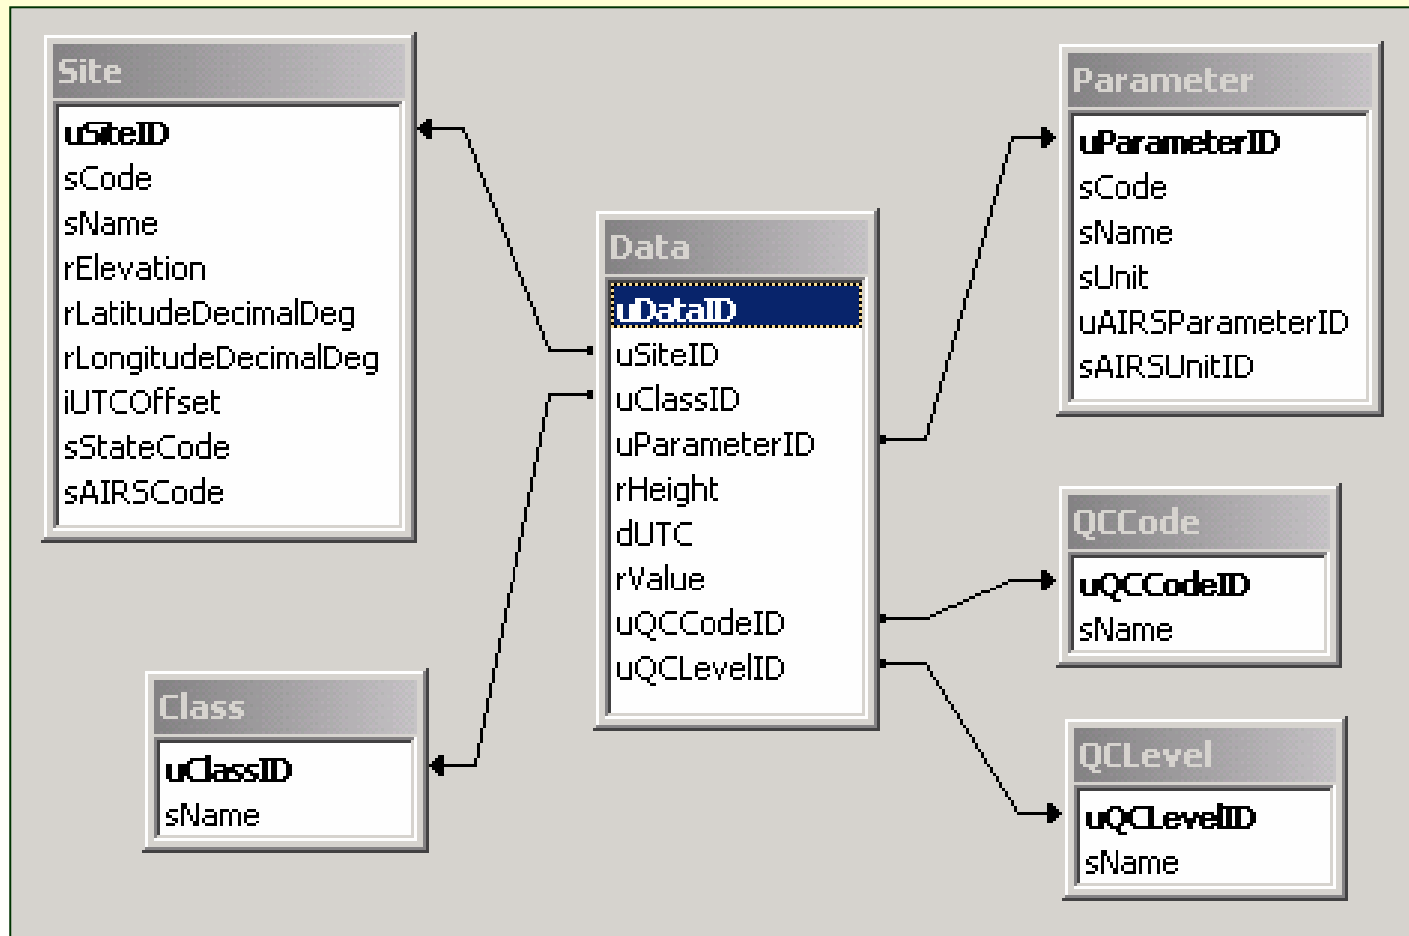 Site
uSiteID
sCode
sName
rElevation
rLatitudeDecimalDeg
rLongitudeDecimalDeg
iUTCOffset
sStateCode
sAIRSCode
Class
uClassID
sName
Data
uDataID
uSiteID
uClassID
uParameterID
rHeight
dUTC
rValue
uQCCodeID
uQCLevelID
Parameter
uParameterID
sCode
sName
sUnit
uAIRSParameterID
sAIRSUnitID
QCCode
uQCCodeID
sName
QCLevel
uQCLevelID
sName